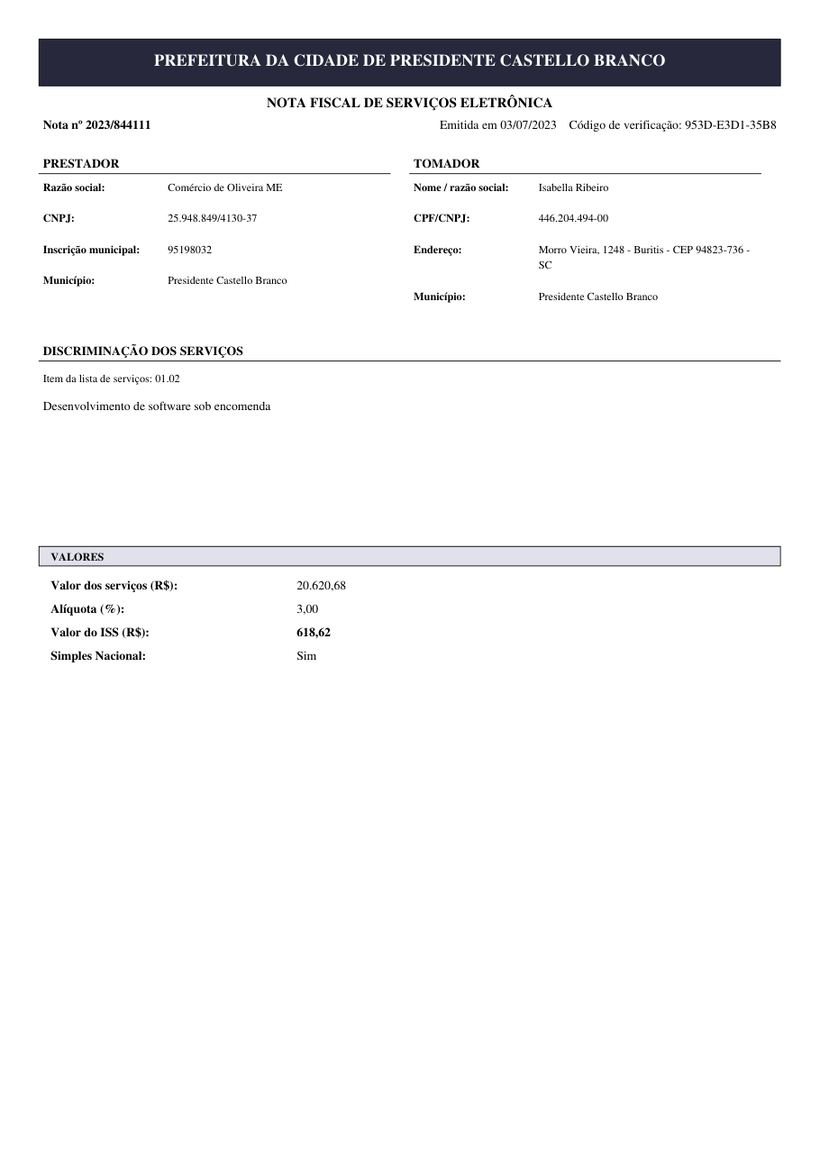 PREFEITURA DA CIDADE DE PRESIDENTE CASTELLO BRANCO
NOTA FISCAL DE SERVIÇOS ELETRÔNICA
Nota nº 2023/844111
Emitida em 03/07/2023 Código de verificação: 953D-E3D1-35B8
PRESTADOR
Razão social: Comércio de Oliveira ME
CNPJ: 25.948.849/4130-37
Inscrição municipal: 95198032
Município: Presidente Castello Branco
TOMADOR
Nome / razão social: Isabella Ribeiro
CPF/CNPJ: 446.204.494-00
Endereço: Morro Vieira, 1248 - Buritis - CEP 94823-736 -
SC
Município: Presidente Castello Branco
DISCRIMINAÇÃO DOS SERVIÇOS
Item da lista de serviços: 01.02
Desenvolvimento de software sob encomenda
VALORES
Valor dos serviços (R$): 20.620,68
Alíquota (%): 3,00
Valor do ISS (R$): 618,62
Simples Nacional: Sim